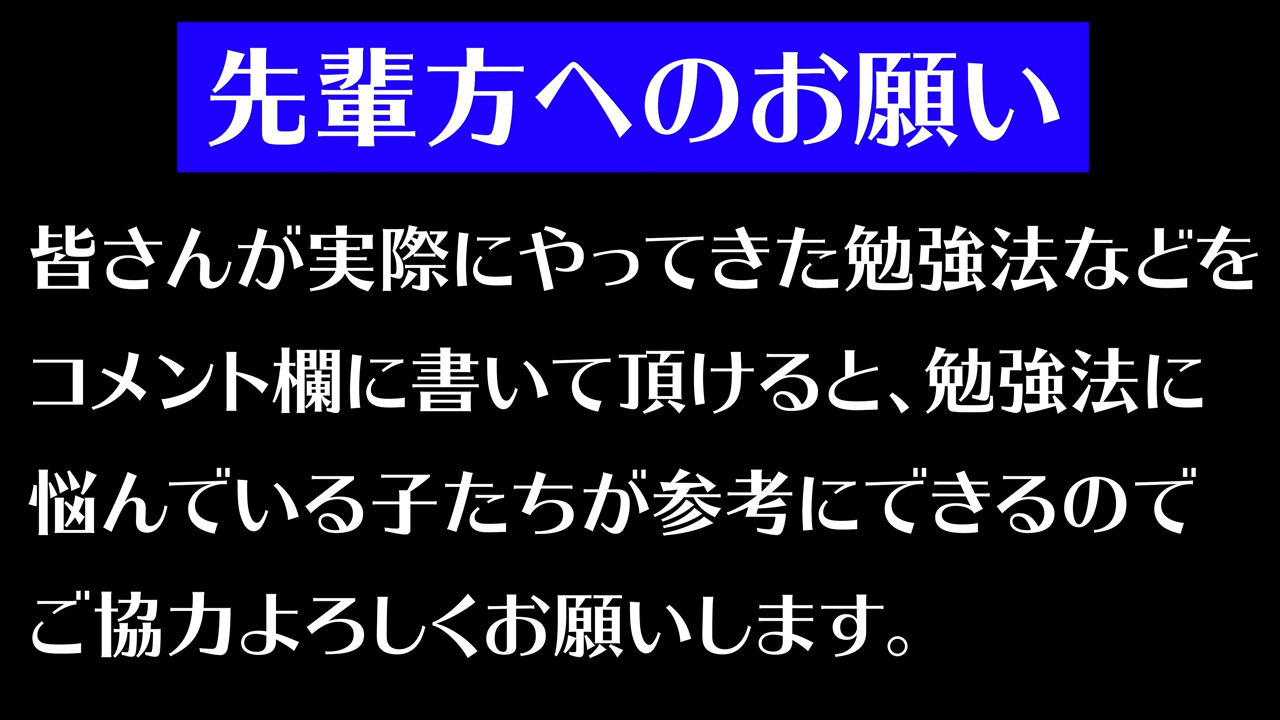 先輩方へのお願い
皆さんが実際にやってきた勉強法などを
コメント欄に書いて頂けると、勉強法に
悩んでいる子たちが参考にできるので
ご協力よろしくお願いします。